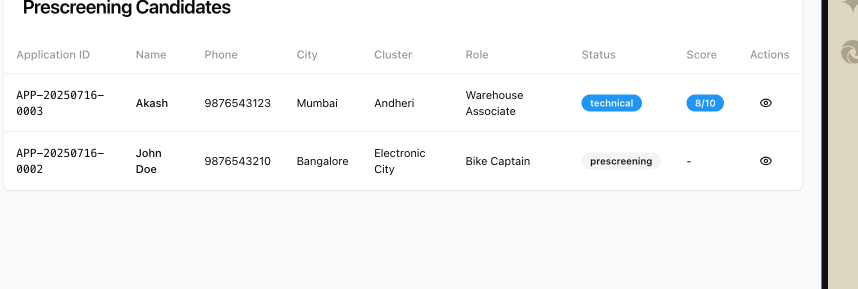 Prescreening Candidates
Application ID Name Phone City Cluster Role Status Score Actions
APP-20250716-0003 Akash 9876543123 Mumbai Andheri Warehouse Associate technical 8/10
APP-20250716-0002 John Doe 9876543210 Bangalore Electronic City Bike Captain prescreening -